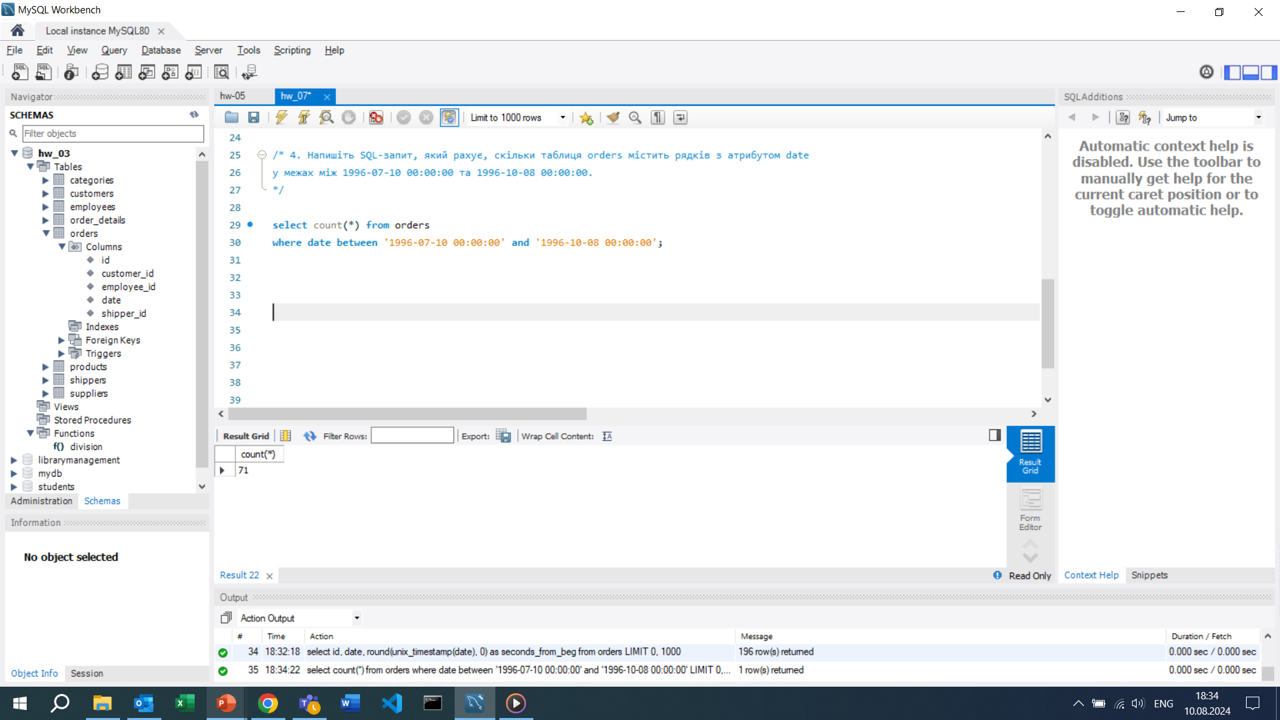 MySQL Workbench
Local instance MySQL80
File Edit View Query Database Server Tools Scripting Help
Navigator
SCHEMAS
Filter objects
hw_03
Tables
categories
customers
employees
order_details
orders
Columns
id
customer_id
employee_id
date
shipper_id
Indexes
Foreign Keys
Triggers
products
shippers
suppliers
Views
Stored Procedures
Functions
f() division
librarymanagement
mydb
students
Administration Schemas
Information
No object selected
Object Info Session
hw-05 hw_07*
Limit to 1000 rows
24
25 /* 4. Напишіть SQL-запит, який рахує, скільки таблиця orders містить рядків з атрибутом date
26 у межах між 1996-07-10 00:00:00 та 1996-10-08 00:00:00.
27 */
28
29 select count(*) from orders
30 where date between '1996-07-10 00:00:00' and '1996-10-08 00:00:00';
31
32
33
34
35
36
37
38
39
Result Grid Filter Rows: Export: Wrap Cell Content:
count(*)
71
Result Grid
Form Editor
Result 22 Read Only
Output
Action Output
# Time Action Message Duration / Fetch
34 18:32:18 select id, date, round(unix_timestamp(date), 0) as seconds_from_beg from orders LIMIT 0, 1000 196 row(s) returned 0.000 sec / 0.000 sec
35 18:34:22 select count(*) from orders where date between '1996-07-10 00:00:00' and '1996-10-08 00:00:00' LIMIT 0,... 1 row(s) returned 0.000 sec / 0.000 sec
SQLAdditions
Jump to
Automatic context help is
disabled. Use the toolbar to
manually get help for the
current caret position or to
toggle automatic help.
Context Help Snippets
ENG
18:34
10.08.2024